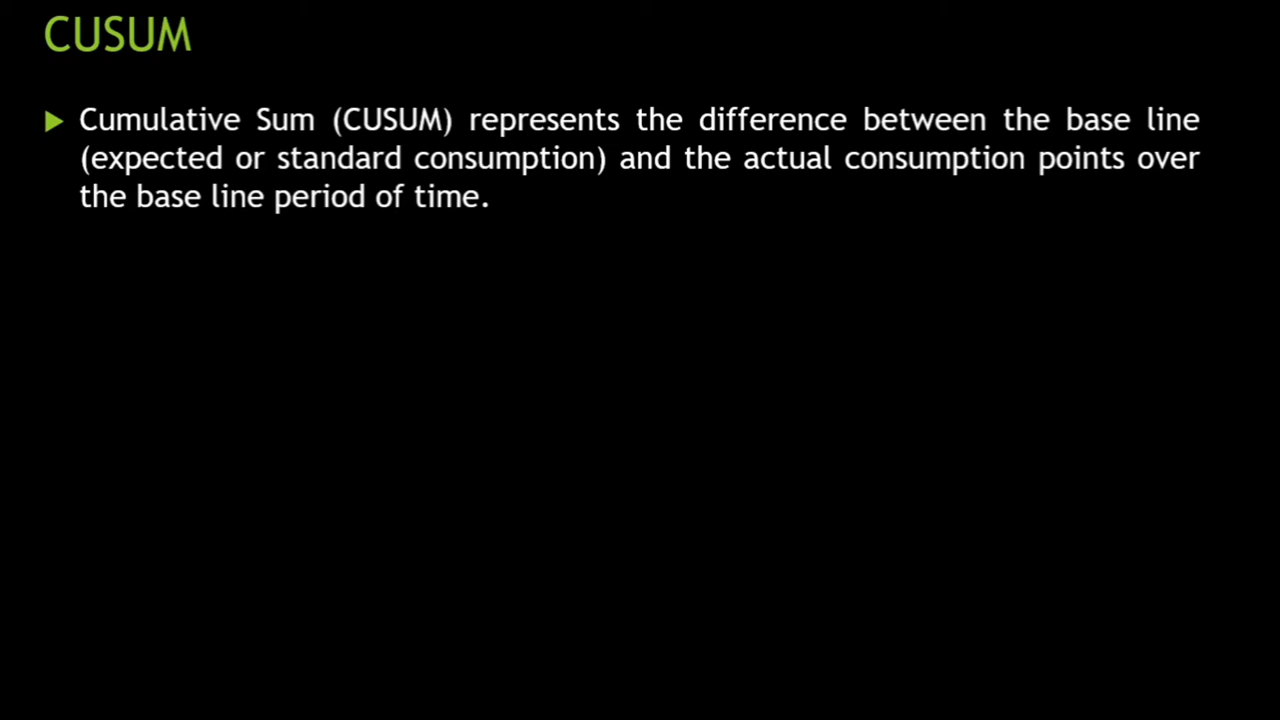 CUSUM
Cumulative Sum (CUSUM) represents the difference between the base line
(expected or standard consumption) and the actual consumption points over
the base line period of time.